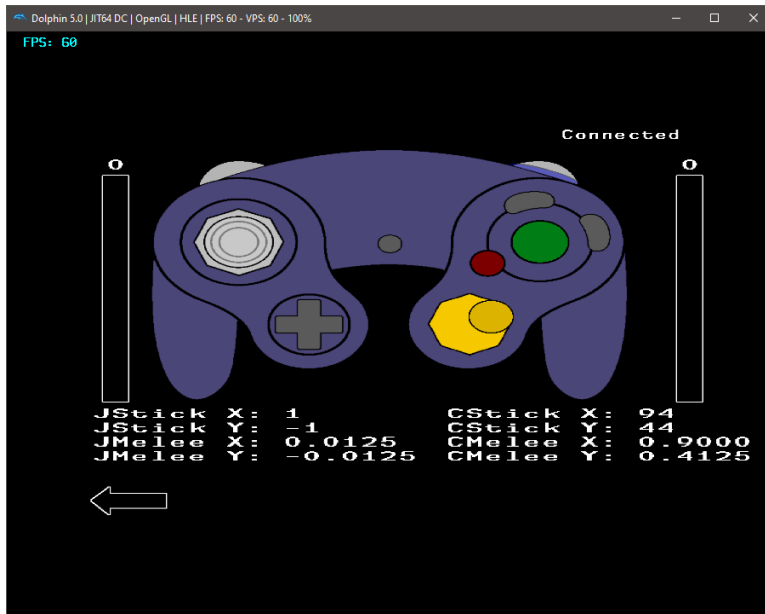 Dolphin 5.0 | JIT64 DC | OpenGL | HLE | FPS: 60 - VPS: 60 - 100%
FPS: 60
Connected
0 0
JStick X: 1 CStick X: 94
JStick Y: -1 CStick Y: 44
JMelee X: 0.0125 CMelee X: 0.9000
JMelee Y: -0.0125 CMelee Y: 0.4125